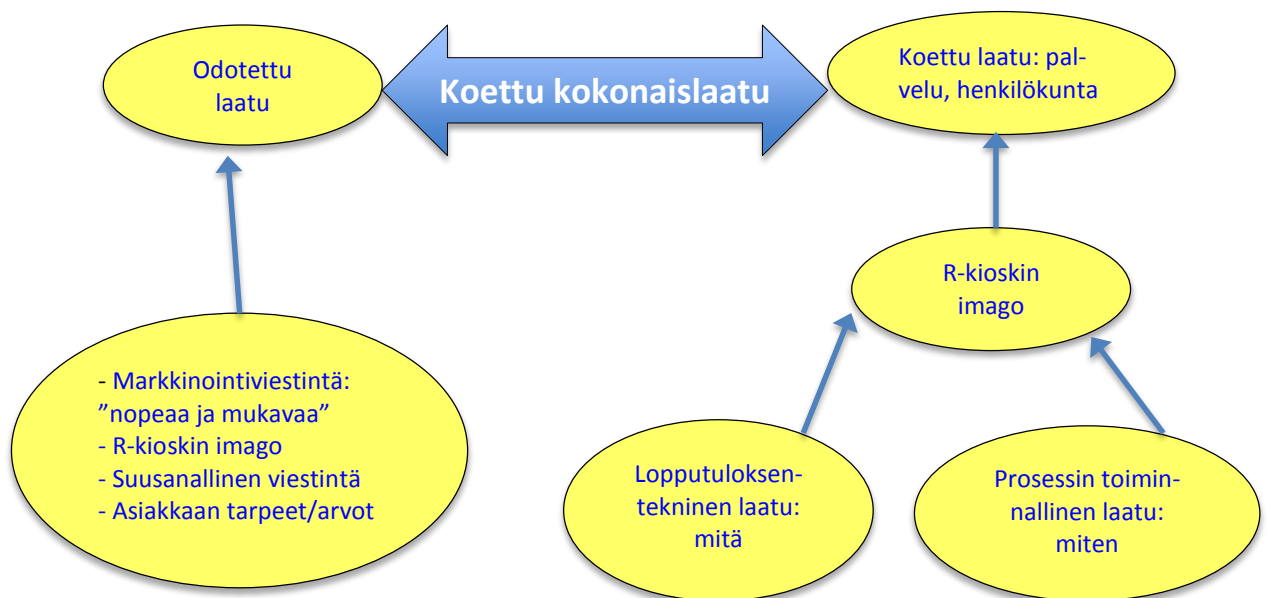 Odotettu
laatu
Koettu kokonaislaatu
Koettu laatu: pal-
velu, henkilökunta
R-kioskin
imago
- Markkinointiviestintä:
”nopeaa ja mukavaa”
- R-kioskin imago
- Suusanallinen viestintä
- Asiakkaan tarpeet/arvot
Lopputuloksen-
tekninen laatu:
mitä
Prosessin toimin-
nallinen laatu:
miten